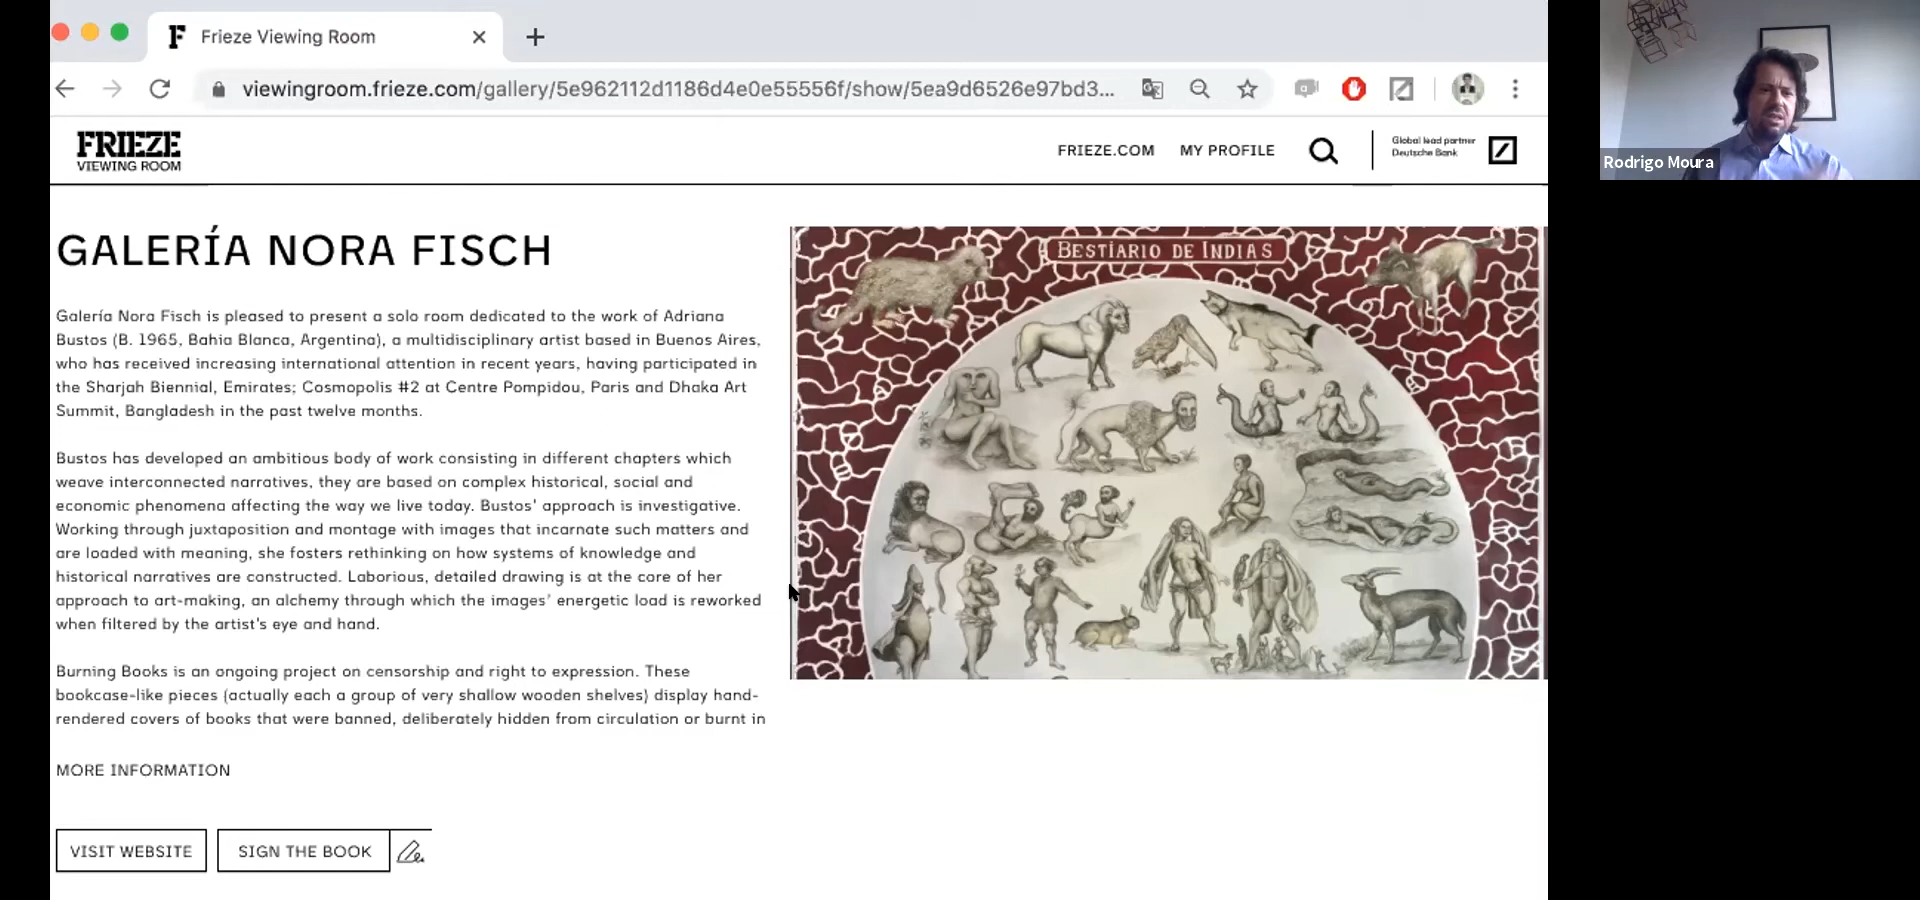 Frieze Viewing Room
viewingroom.frieze.com/gallery/5e962112d1186d4e0e55556f/show/5ea9d6526e97bd3...
FRIEZE
VIEWING ROOM
FRIEZE.COM
MY PROFILE
Global lead partner
Deutsche Bank
Rodrigo Moura
GALERÍA NORA FISCH
Galería Nora Fisch is pleased to present a solo room dedicated to the work of Adriana
Bustos (B. 1965, Bahia Blanca, Argentina), a multidisciplinary artist based in Buenos Aires,
who has received increasing international attention in recent years, having participated in
the Sharjah Biennial, Emirates; Cosmopolis #2 at Centre Pompidou, Paris and Dhaka Art
Summit, Bangladesh in the past twelve months.
Bustos has developed an ambitious body of work consisting in different chapters which
weave interconnected narratives, they are based on complex historical, social and
economic phenomena affecting the way we live today. Bustos' approach is investigative.
Working through juxtaposition and montage with images that incarnate such matters and
are loaded with meaning, she fosters rethinking on how systems of knowledge and
historical narratives are constructed. Laborious, detailed drawing is at the core of her
approach to art-making, an alchemy through which the images' energetic load is reworked
when filtered by the artist's eye and hand.
Burning Books is an ongoing project on censorship and right to expression. These
bookcase-like pieces (actually each a group of very shallow wooden shelves) display hand-
rendered covers of books that were banned, deliberately hidden from circulation or burnt in
MORE INFORMATION
VISIT WEBSITE
SIGN THE BOOK
BESTIARIO DE INDIAS